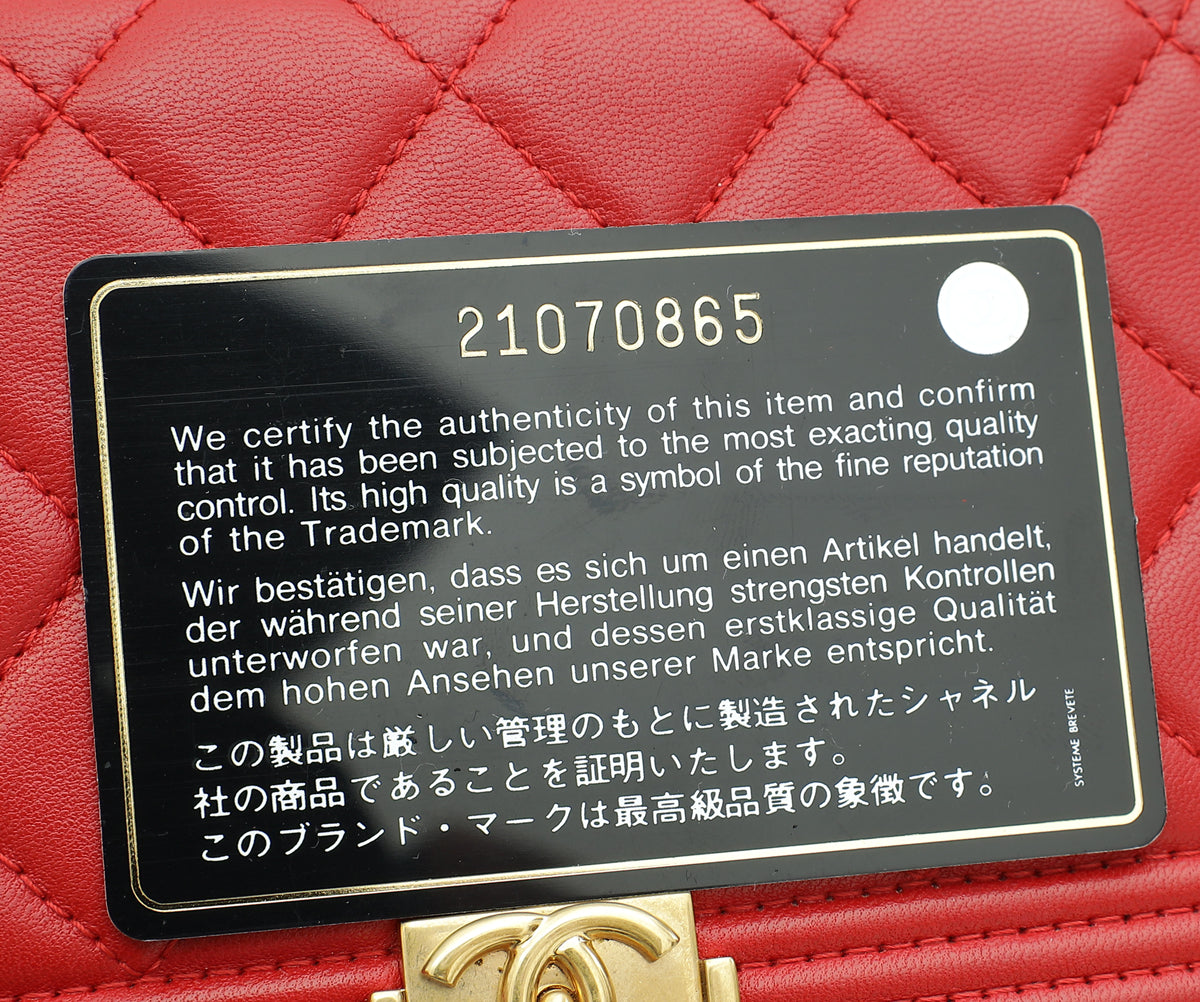 21070865
We certify the authenticity of this item and confirm
that it has been subjected to the most exacting quality
control. Its high quality is a symbol of the fine reputation
of the Trademark.
Wir bestätigen, dass es sich um einen Artikel handelt,
der während seiner Herstellung strengsten Kontrollen
unterworfen war, und dessen erstklassige Qualität
dem hohen Ansehen unserer Marke entspricht.
この製品は厳しい管理のもとに製造されたシャネル
社の商品であることを証明いたします。
このブランド・マークは最高級品質の象徴です。
SYSTEME BREVETE